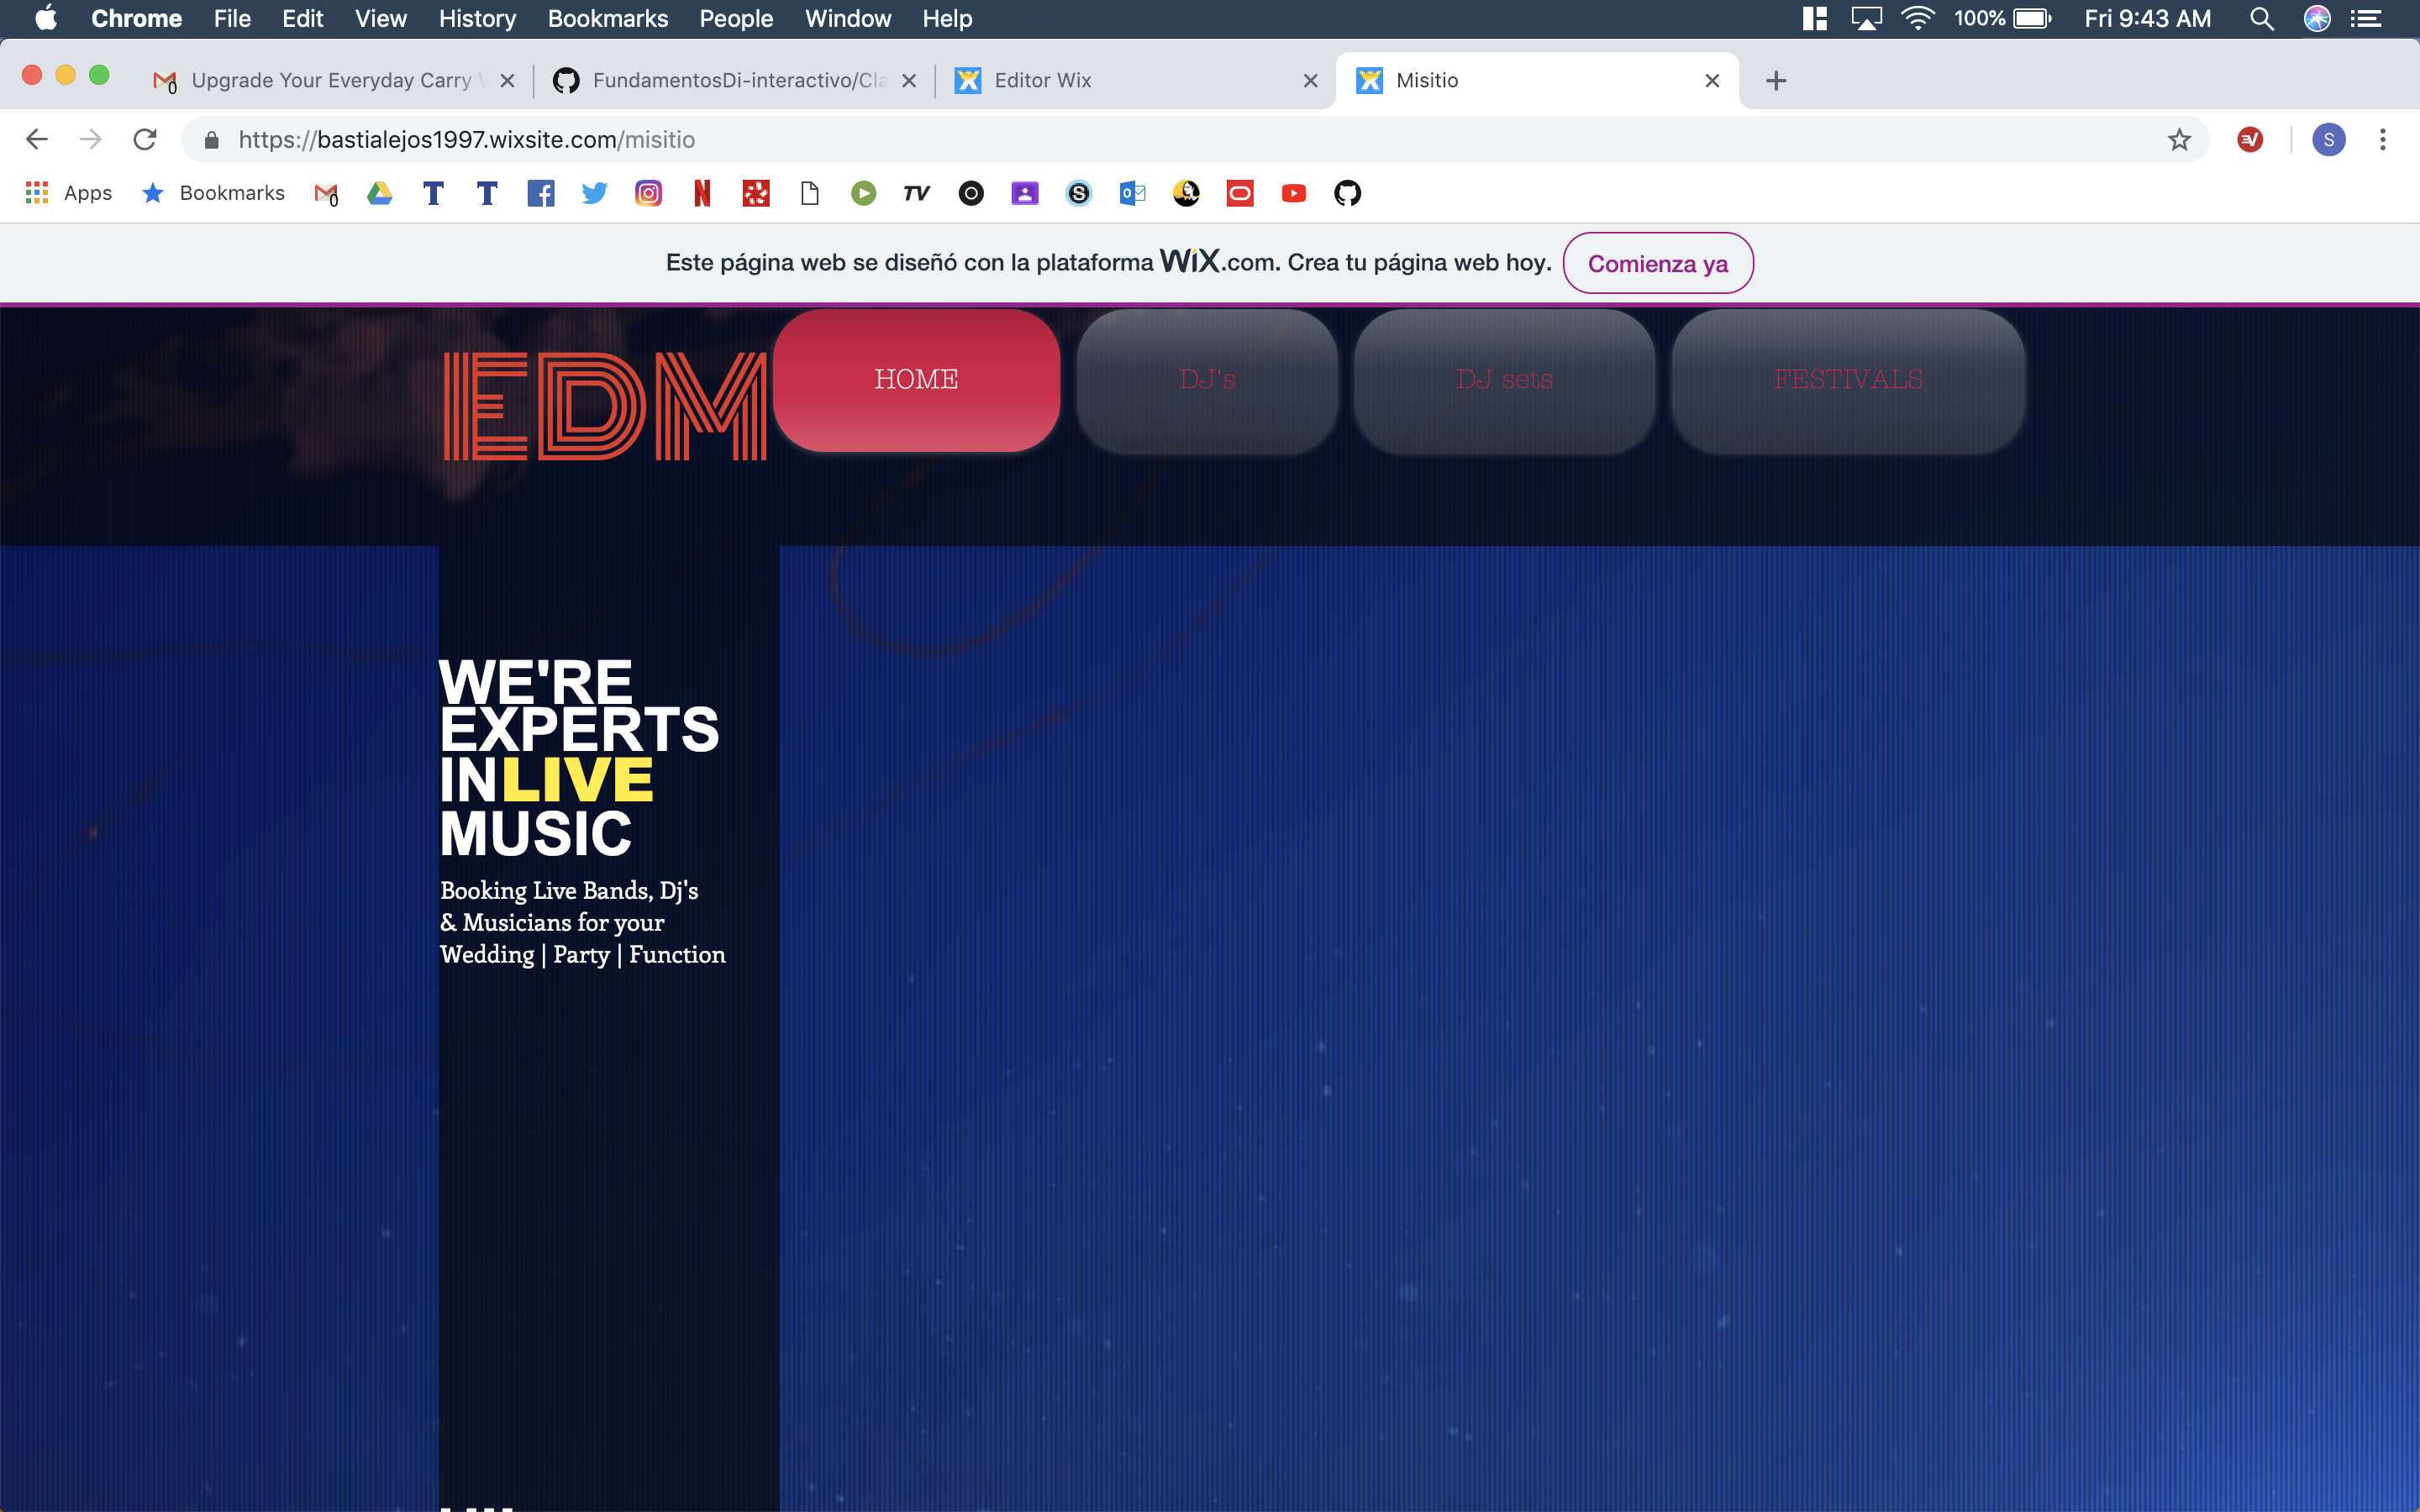 Chrome File Edit View History Bookmarks People Window Help 100% Fri 9:43 AM
Upgrade Your Everyday Carry FundamentosDi-interactivo/Cla Editor Wix Misitio
https://bastialejos1997.wixsite.com/misitio S
Apps Bookmarks TV
Este página web se diseñó con la plataforma WiX.com. Crea tu página web hoy. Comienza ya
EDM HOME DJ's DJ sets FESTIVALS
WE'RE
EXPERTS
INLIVE
MUSIC
Booking Live Bands, Dj's
& Musicians for your
Wedding | Party | Function